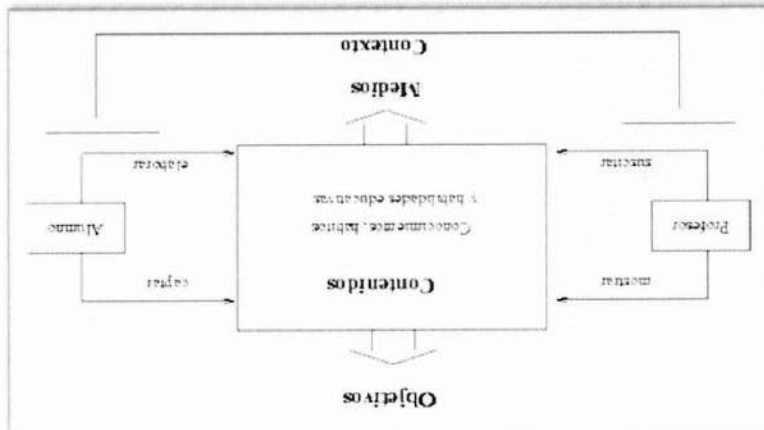 Objetivos
mostrar
Contenidos
captar
Profesor
Conocimientos, hábitos
y habilidades educativas
Alumno
suscitar
elaborar
Medios
Contexto